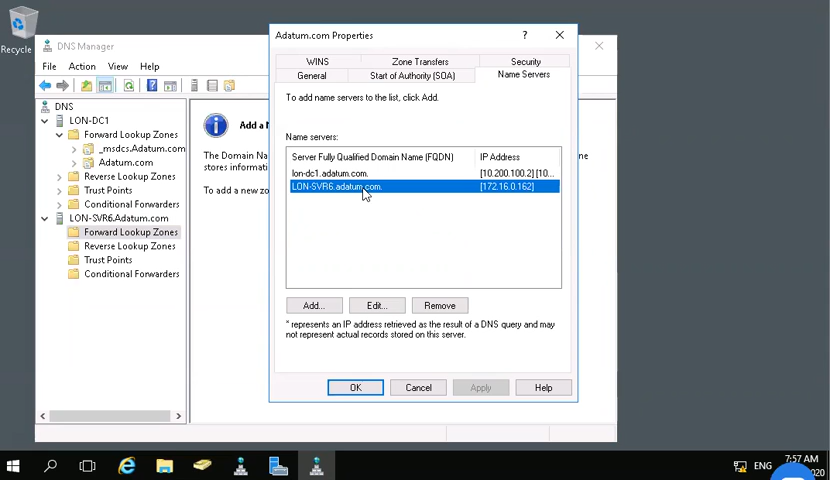 Recycle
DNS Manager
File Action View Help
DNS
LON-DC1
Forward Lookup Zones
_msdcs.Adatum.com
Adatum.com
Reverse Lookup Zones
Trust Points
Conditional Forwarders
LON-SVR6.Adatum.com
Forward Lookup Zones
Reverse Lookup Zones
Trust Points
Conditional Forwarders
Add a N
The Domain Na
stores informati
To add a new zo
ne
Adatum.com Properties
?
WINS Zone Transfers Security
General Start of Authority (SOA) Name Servers
To add name servers to the list, click Add.
Name servers:
Server Fully Qualified Domain Name (FQDN) IP Address
lon-dc1.adatum.com. [10.200.100.2] [10...
LON-SVR6.adatum.com. [172.16.0.162]
Add... Edit... Remove
* represents an IP address retrieved as the result of a DNS query and may
not represent actual records stored on this server.
OK Cancel Apply Help
ENG
7:57 AM
020